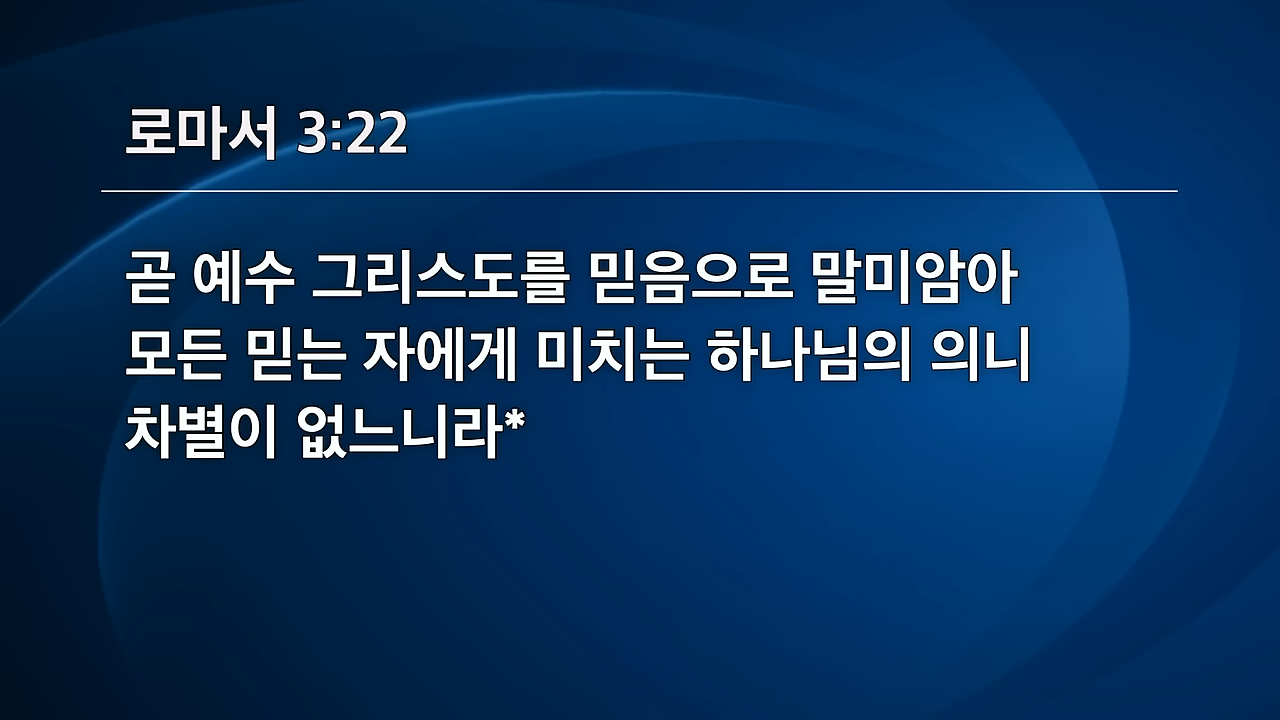 로마서 3:22
곧 예수 그리스도를 믿음으로 말미암아
모든 믿는 자에게 미치는 하나님의 의니
차별이 없느니라*